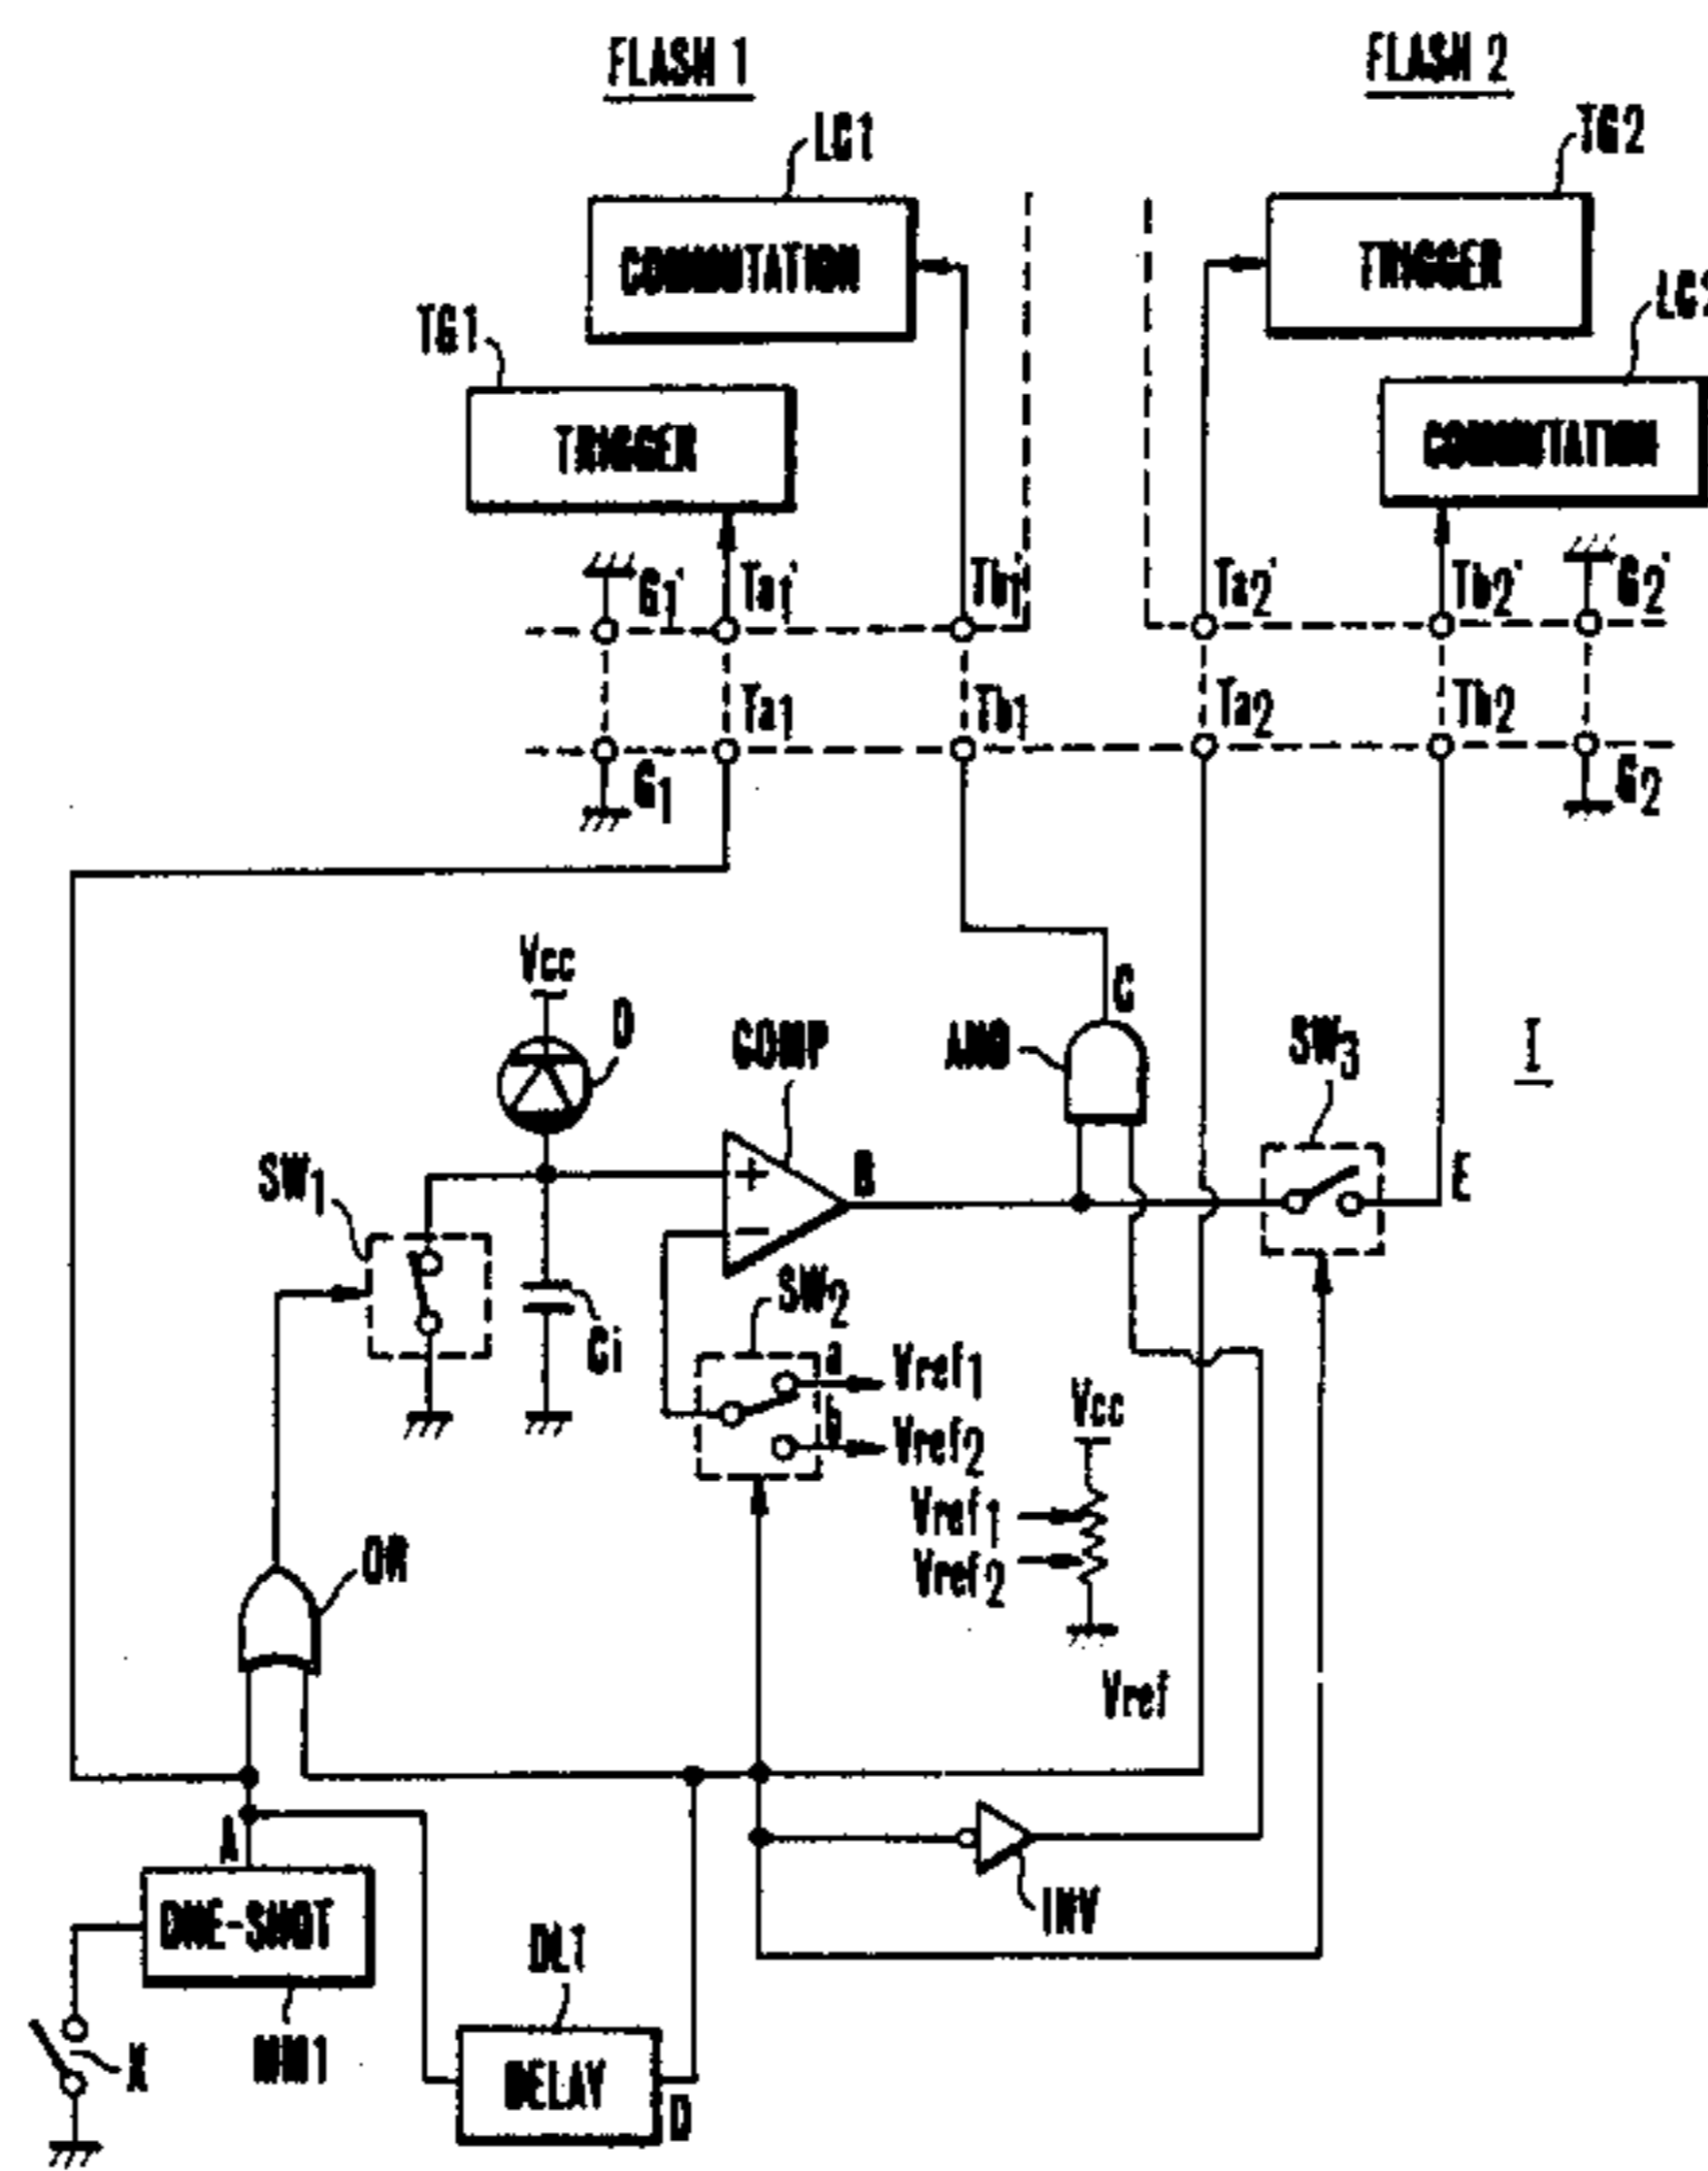 FLASH 1
FLASH 2
LC1
TG2
COMMUTATION
TRIGGER
TG1
TRIGGER
COMMUTATION
G1'
Ta1'
Tb1'
Ta2'
Tb2'
G2'
Ta1
Tb1
Ta2
Tb2
G1
G2
Vcc
D
COMP
AND
C
SW3
I
SW1
+
B
E
−
SW2
Ci
a
Vref1
b
Vref2
Vcc
Vref1
Vref2
OR
Vref
A
ONE-SHOT
INV
DL1
X
MM1
DELAY
D